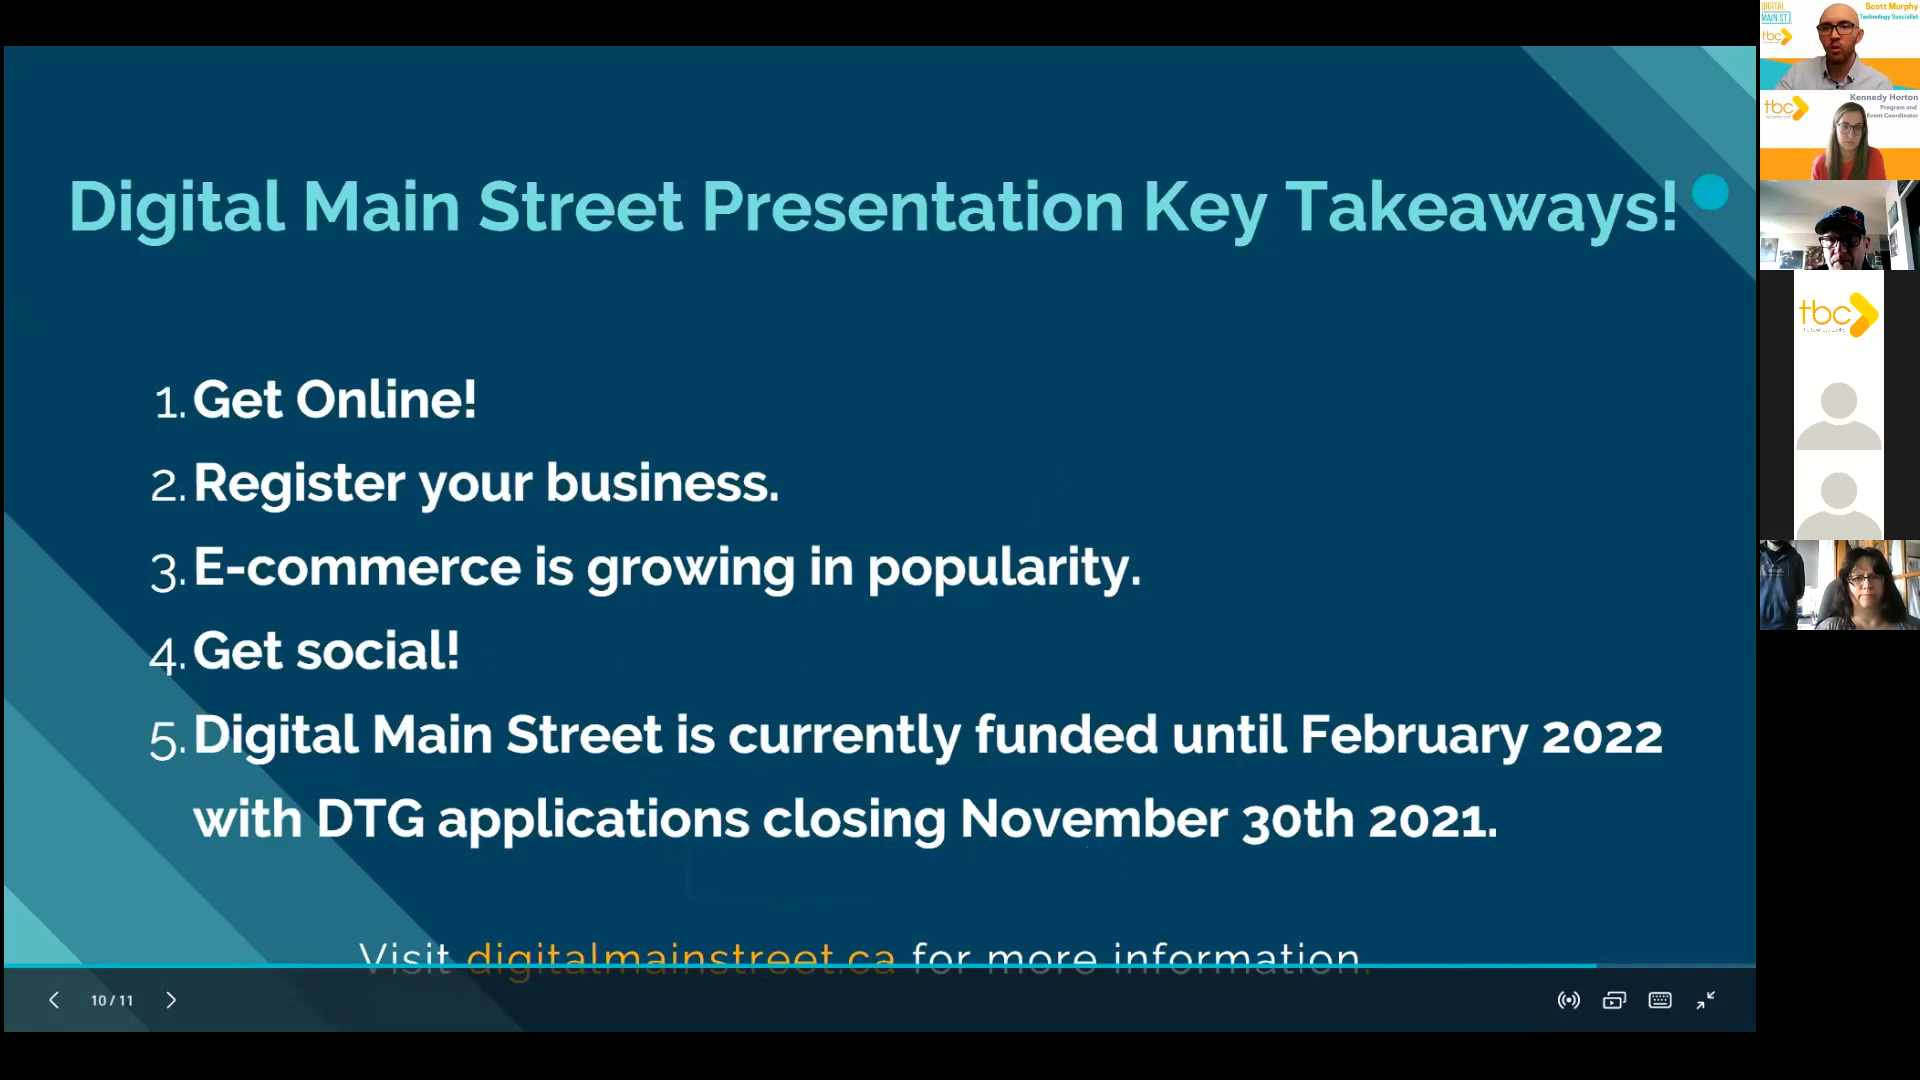 Digital Main Street Presentation Key Takeaways!
1. Get Online!
2. Register your business.
3. E-commerce is growing in popularity.
4. Get social!
5. Digital Main Street is currently funded until February 2022
with DTG applications closing November 30th 2021.
Visit digitalmainstreet.ca for more information.
10 / 11
DIGITAL
MAIN ST.
tbc
Scott Murphy
Technology Specialist
tbc
Kennedy Horton
Program and
Event Coordinator
tbc